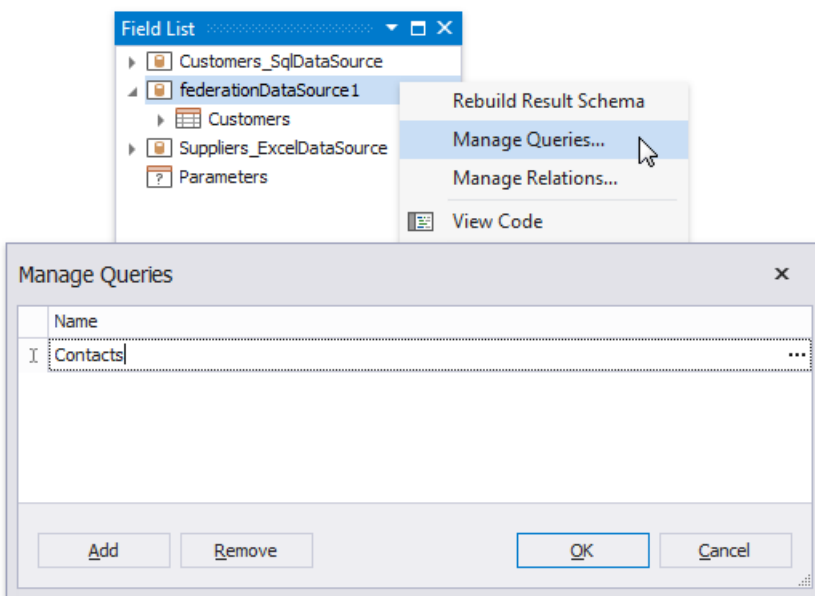 Field List
Customers_SqlDataSource
federationDataSource1
Customers
Suppliers_ExcelDataSource
Parameters
Rebuild Result Schema
Manage Queries...
Manage Relations...
View Code
Manage Queries
Name
Contacts
Add Remove OK Cancel